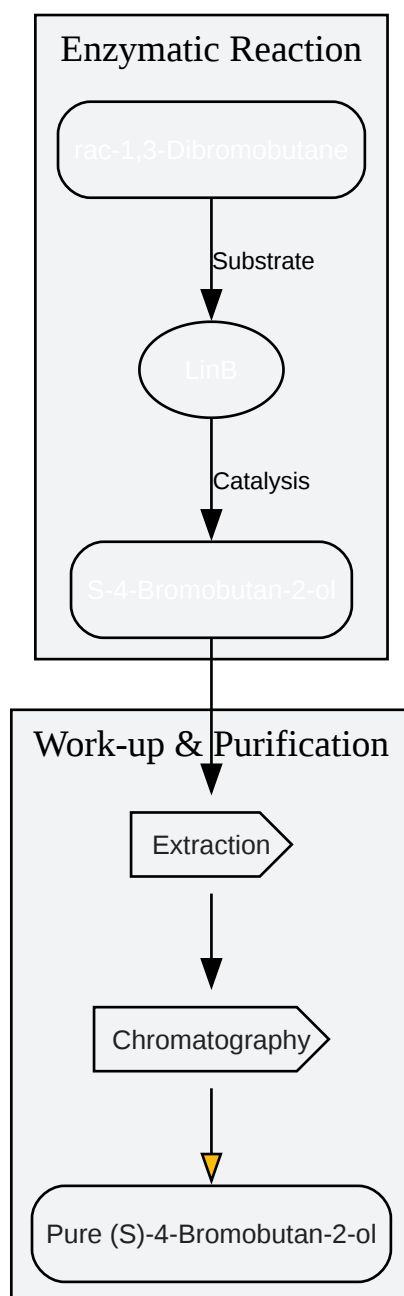 Enzymatic Reaction
rac-1,3-Dibromobutane
Substrate
LinB
Catalysis
S-4-Bromobutan-2-ol
Work-up & Purification
Extraction
Chromatography
Pure (S)-4-Bromobutan-2-ol